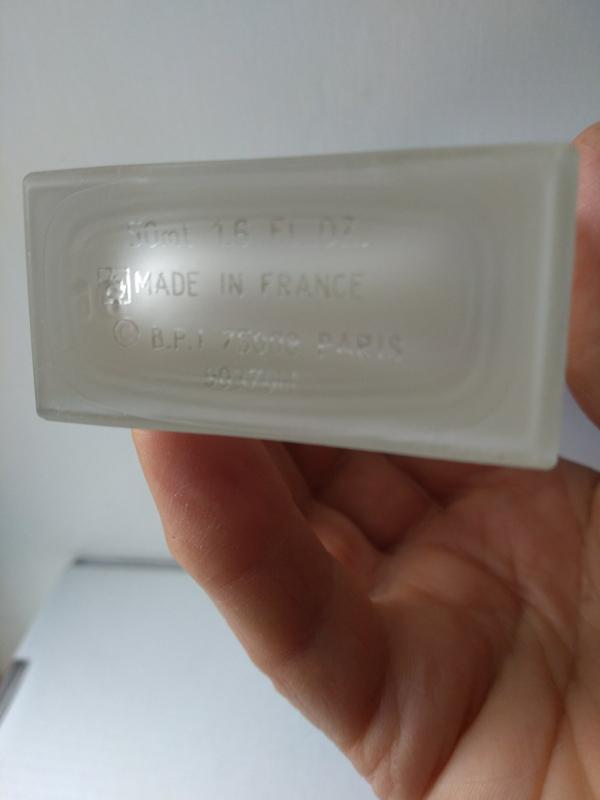 50mL 1.6 FL.OZ.
MADE IN FRANCE
© B.P.I 75008 PARIS